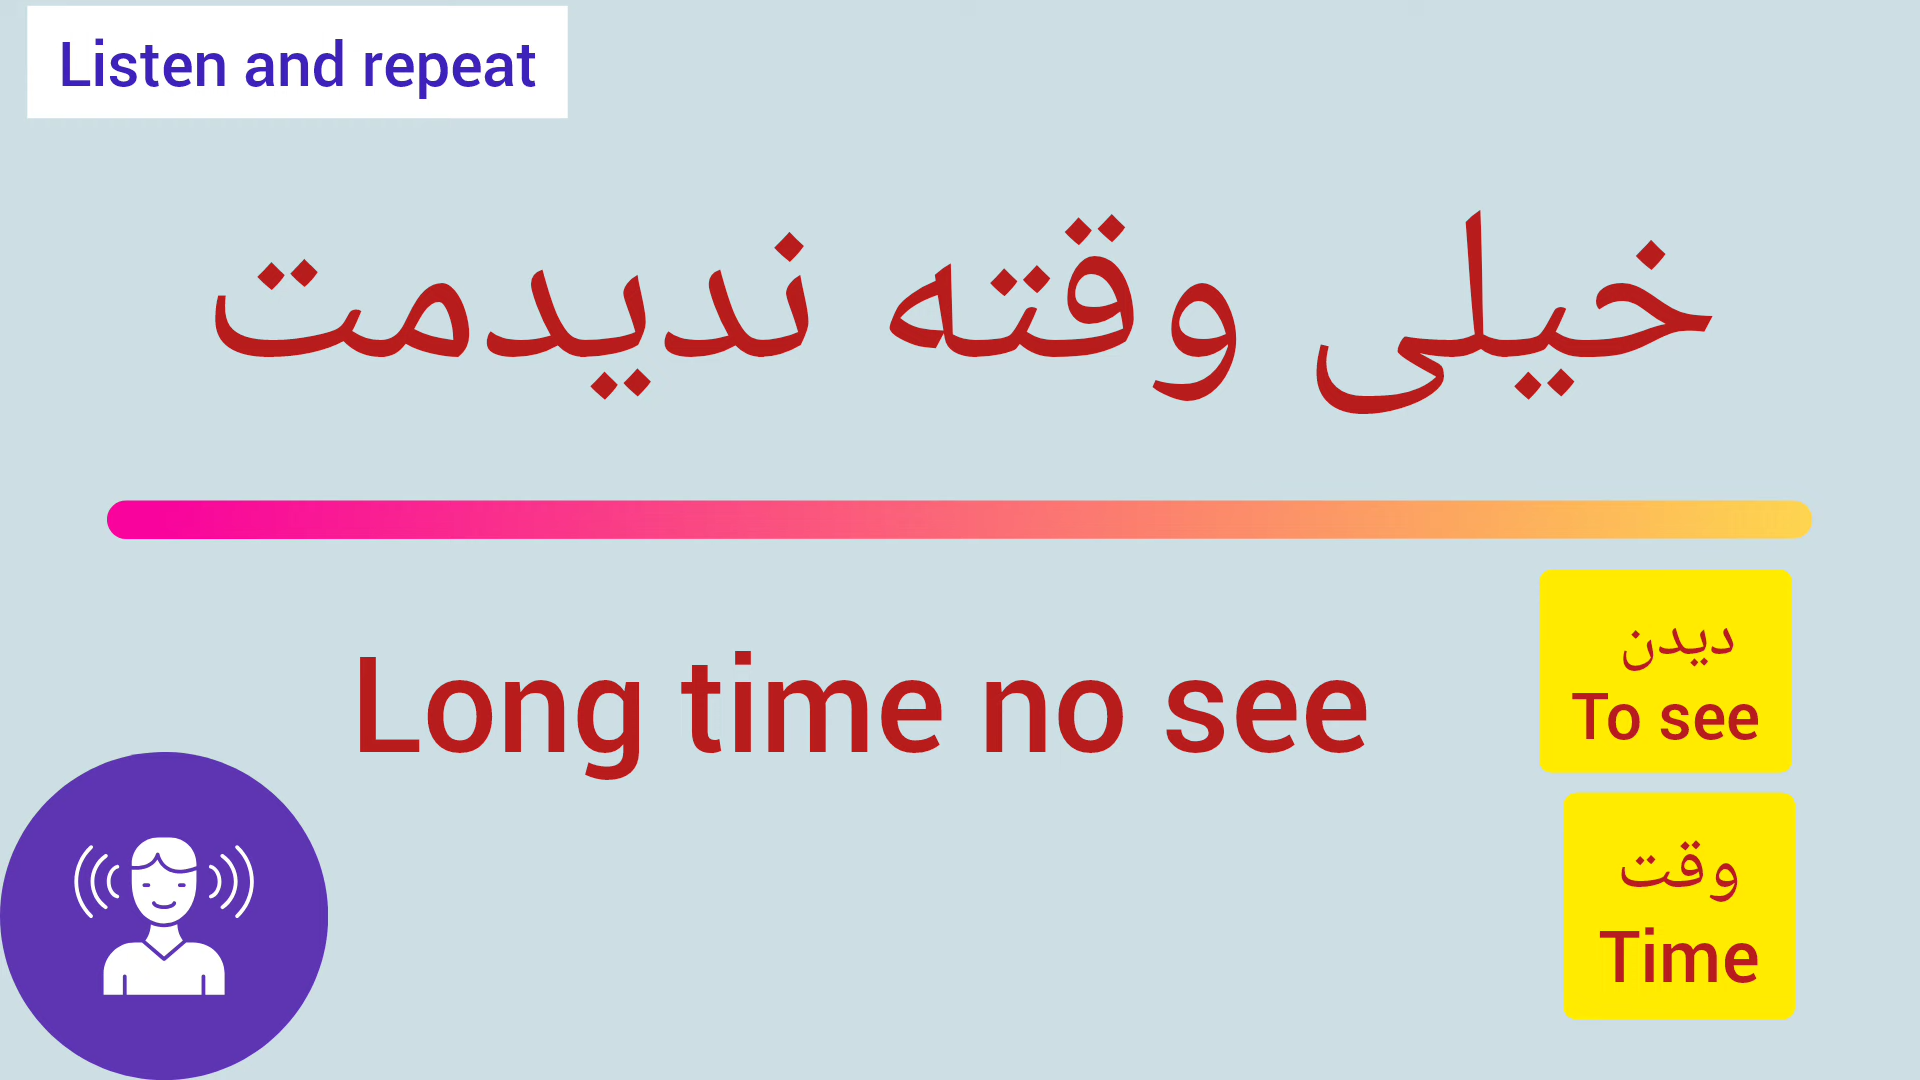 Listen and repeat
خیلی وقته ندیدمت
Long time no see
دیدن
To see
وقت
Time